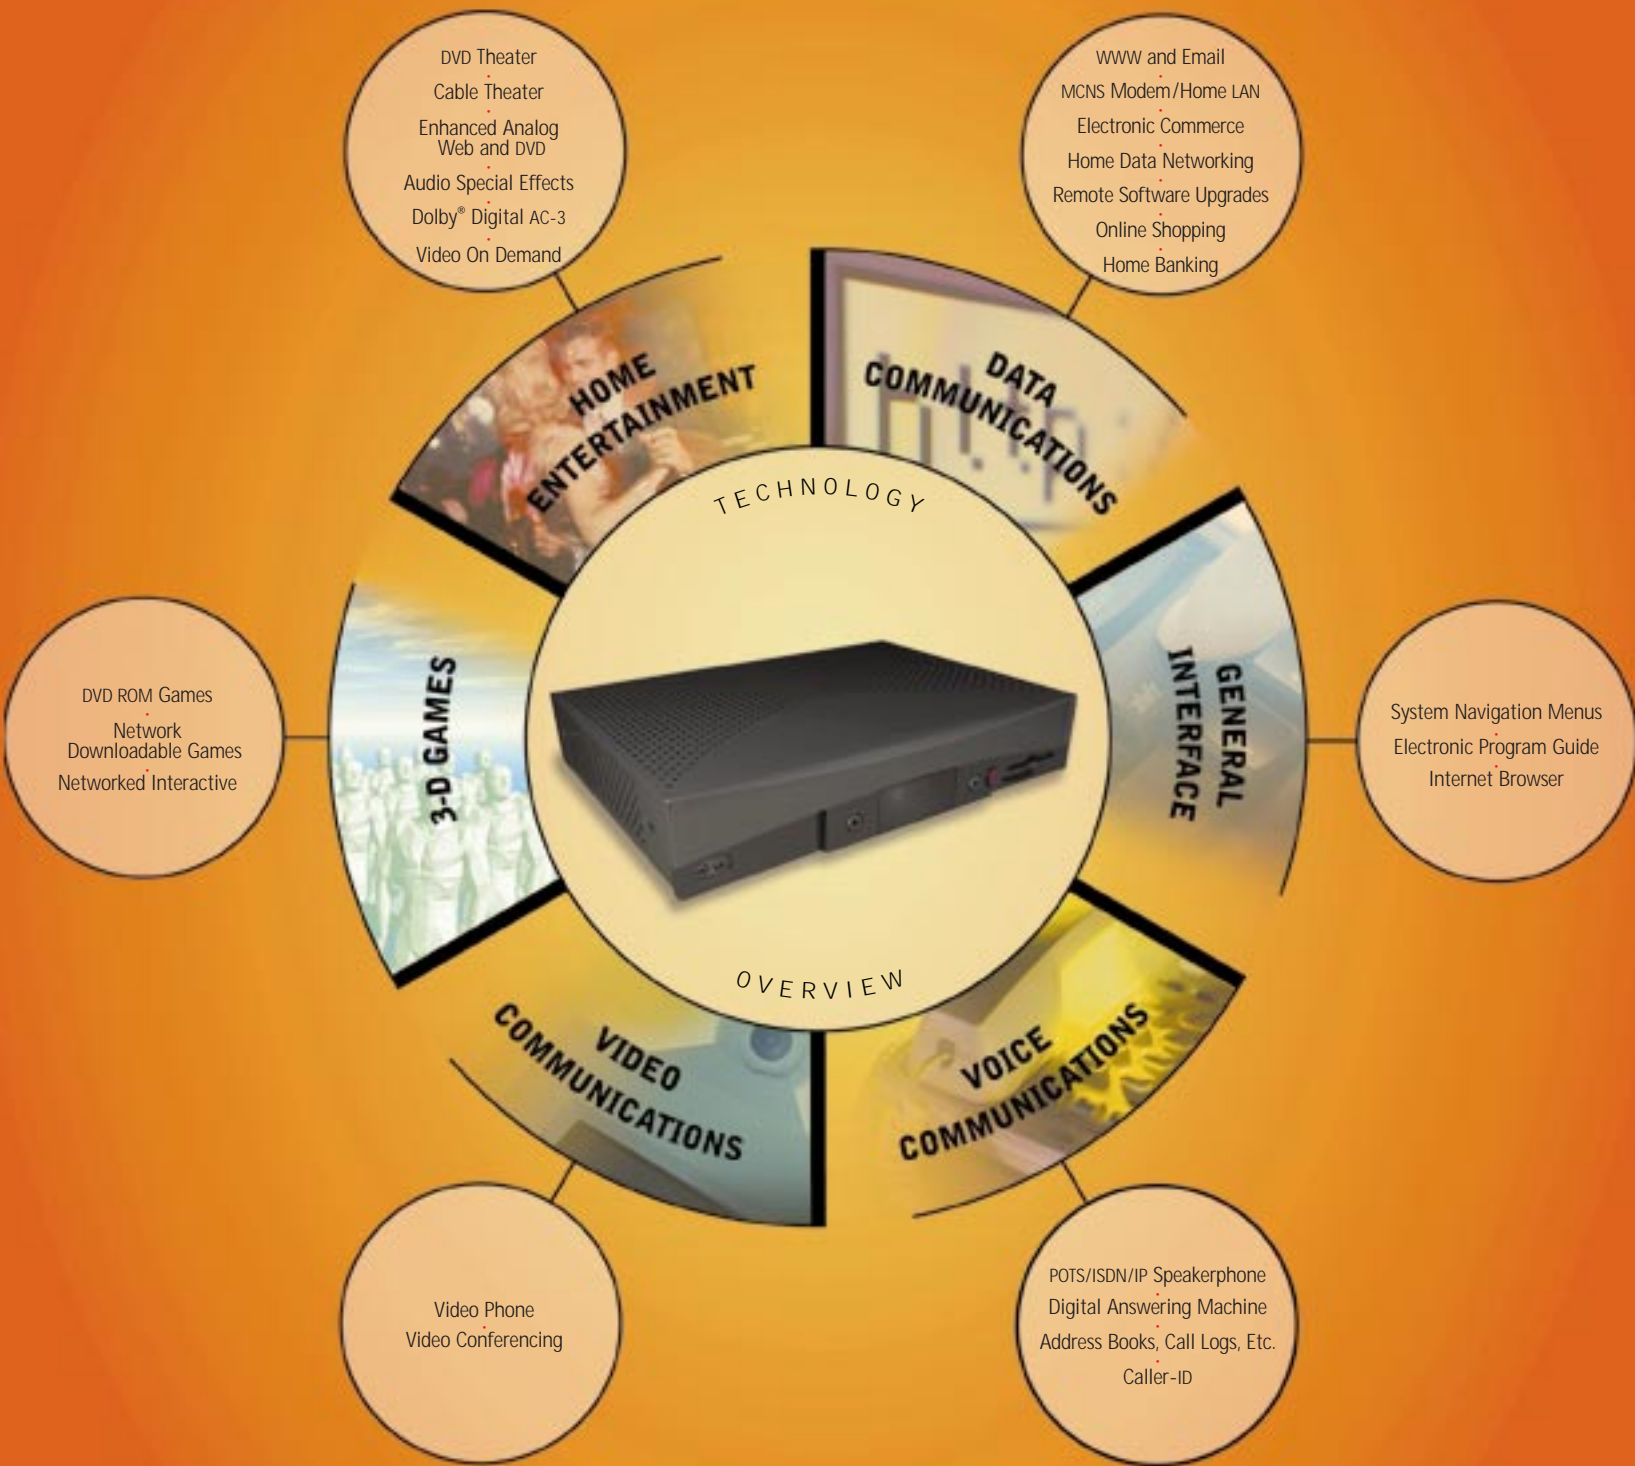 DVD Theater
Cable Theater
Enhanced Analog
Web and DVD
Audio Special Effects
Dolby® Digital AC-3
Video On Demand
WWW and Email
MCNS Modem/Home LAN
Electronic Commerce
Home Data Networking
Remote Software Upgrades
Online Shopping
Home Banking
HOME
ENTERTAINMENT
DATA
COMMUNICATIONS
http:
TECHNOLOGY
DVD ROM Games
Network
Downloadable Games
Networked Interactive
3-D GAMES
GENERAL
INTERFACE
System Navigation Menus
Electronic Program Guide
Internet Browser
OVERVIEW
VIDEO
COMMUNICATIONS
VOICE
COMMUNICATIONS
Video Phone
Video Conferencing
POTS/ISDN/IP Speakerphone
Digital Answering Machine
Address Books, Call Logs, Etc.
Caller-ID